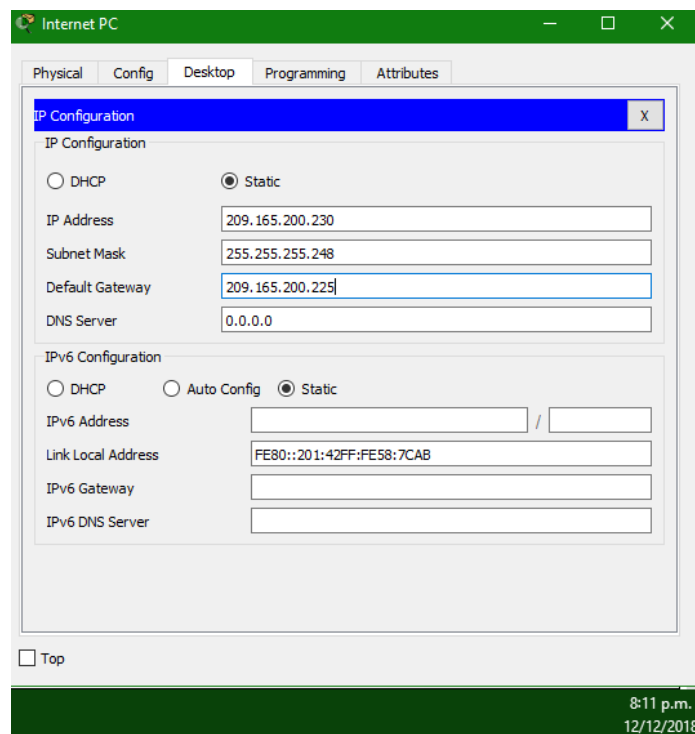 Internet PC
Physical Config Desktop Programming Attributes
IP Configuration X
IP Configuration
DHCP Static
IP Address 209.165.200.230
Subnet Mask 255.255.255.248
Default Gateway 209.165.200.225
DNS Server 0.0.0.0
IPv6 Configuration
DHCP Auto Config Static
IPv6 Address /
Link Local Address FE80::201:42FF:FE58:7CAB
IPv6 Gateway
IPv6 DNS Server
Top
8:11 p.m.
12/12/2018